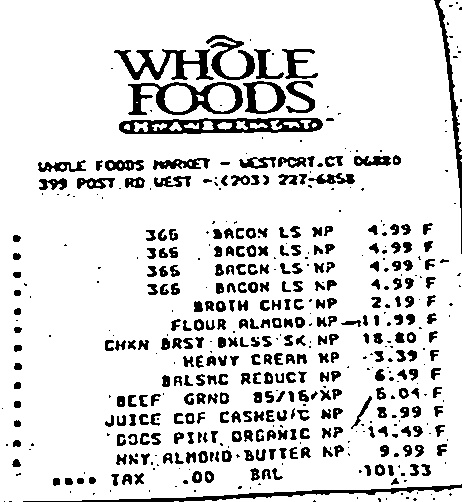 WHOLE
FOODS
MARKET
WHOLE FOODS MARKET - WESTPORT,CT 06880
399 POST RD WEST - (203) 227-6858
365 BACON LS NP 4.99 F
365 BACON LS NP 4.99 F
365 BACON LS NP 4.99 F
365 BACON LS NP 4.99 F
BROTH CHIC NP 2.19 F
FLOUR ALMOND NP 11.99 F
CHKN BRST BNLSS SK NP 18.80 F
HEAVY CREAM NP 3.39 F
BALSMC REDUCT NP 6.49 F
BEEF GRND 85/15 NP 5.04 F
JUICE COF CASHEW/C NP 8.99 F
DOCS PINT ORGANIC NP 14.49 F
HNY ALMOND BUTTER NP 9.99 F
**** TAX .00 BAL 101.33